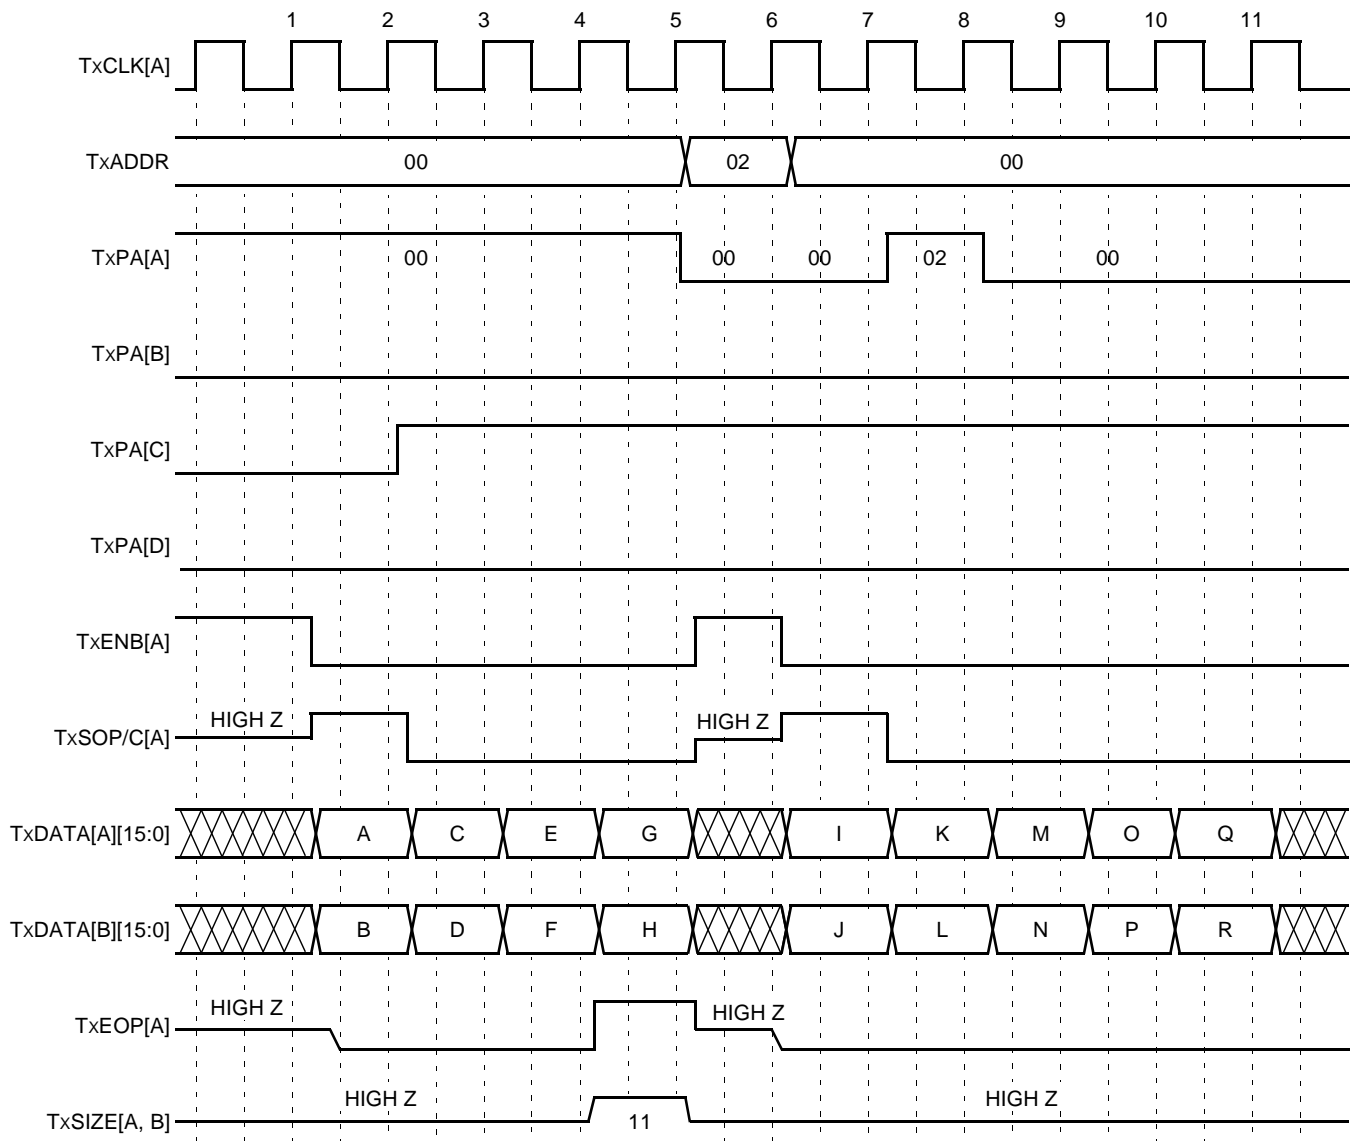 1 2 3 4 5 6 7 8 9 10 11
TxCLK[A]
TxADDR 00 02 00
TxPA[A] 00 00 00 02 00
TxPA[B]
TxPA[C]
TxPA[D]
TxENB[A]
TxSOP/C[A] HIGH Z HIGH Z
TxDATA[A][15:0] A C E G I K M O Q
TxDATA[B][15:0] B D F H J L N P R
TxEOP[A] HIGH Z HIGH Z
TxSIZE[A, B] HIGH Z 11 HIGH Z